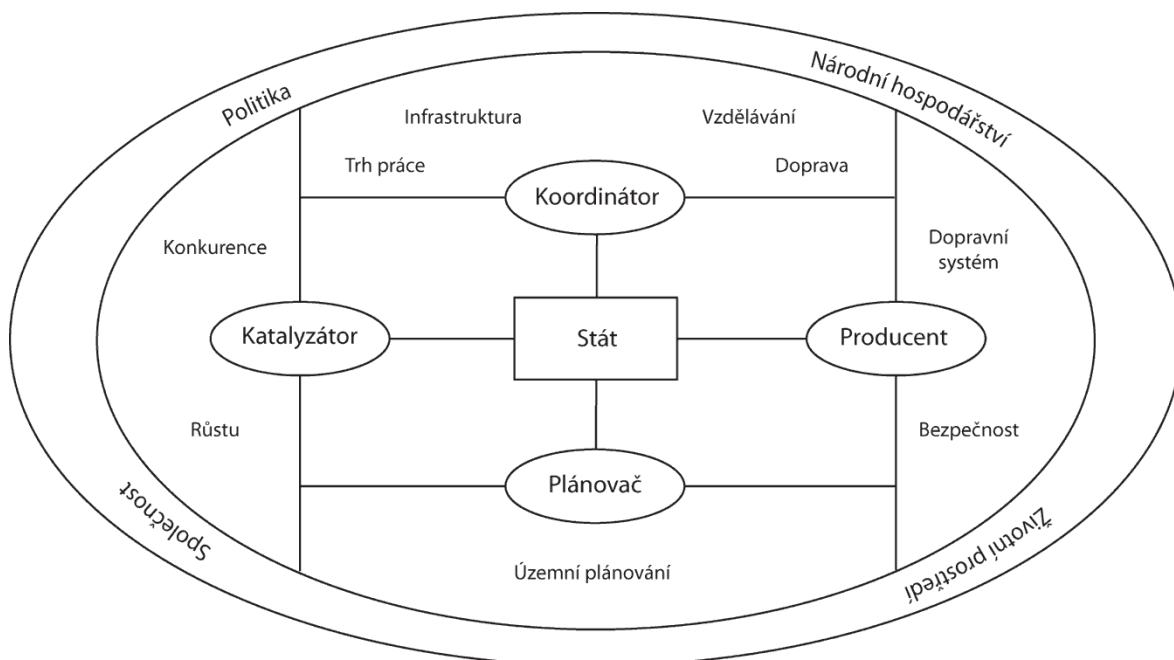 Politika
Národní hospodářství
Infrastruktura
Vzdělávání
Trh práce
Doprava
Koordinátor
Konkurence
Dopravní
systém
Katalyzátor
Stát
Producent
Růstu
Bezpečnost
Plánovač
Společnost
Životní prostředí
Územní plánování